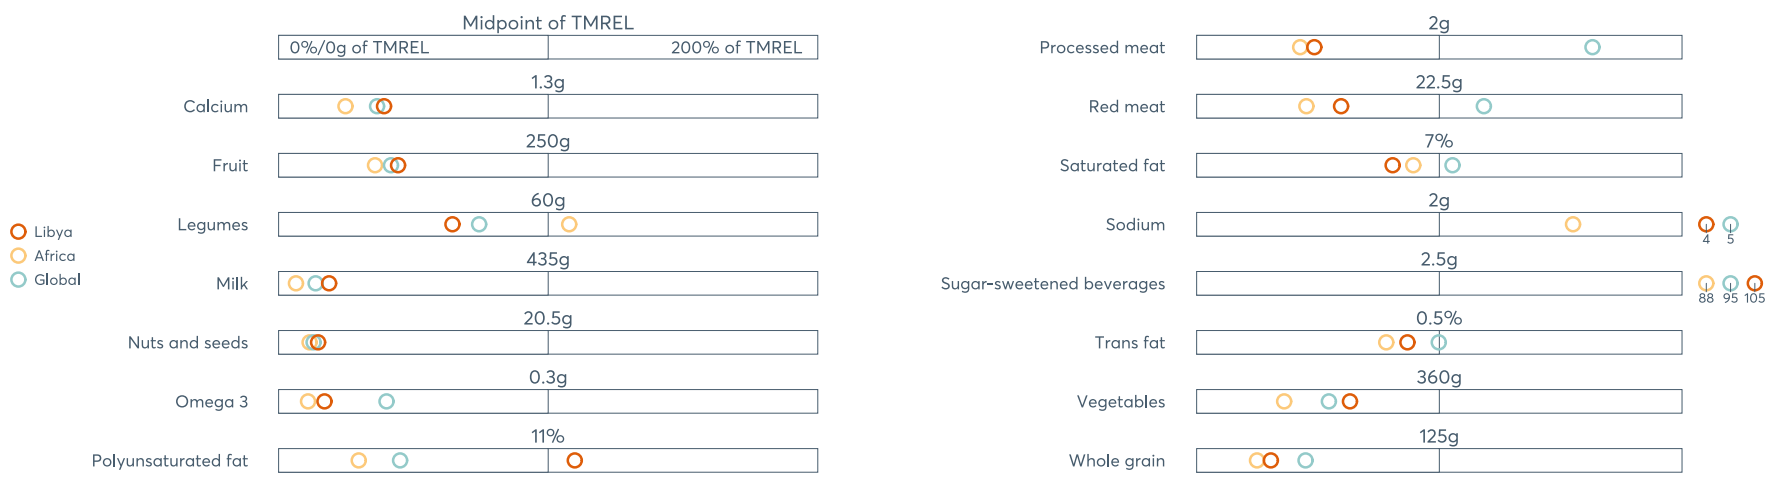 Midpoint of TMREL
0%/0g of TMREL 200% of TMREL
1.3g
Calcium
250g
Fruit
60g
Legumes
435g
Milk
20.5g
Nuts and seeds
0.3g
Omega 3
11%
Polyunsaturated fat
Libya
Africa
Global
2g
Processed meat
22.5g
Red meat
7%
Saturated fat
2g
Sodium
4 5
2.5g
Sugar-sweetened beverages
88 95 105
0.5%
Trans fat
360g
Vegetables
125g
Whole grain